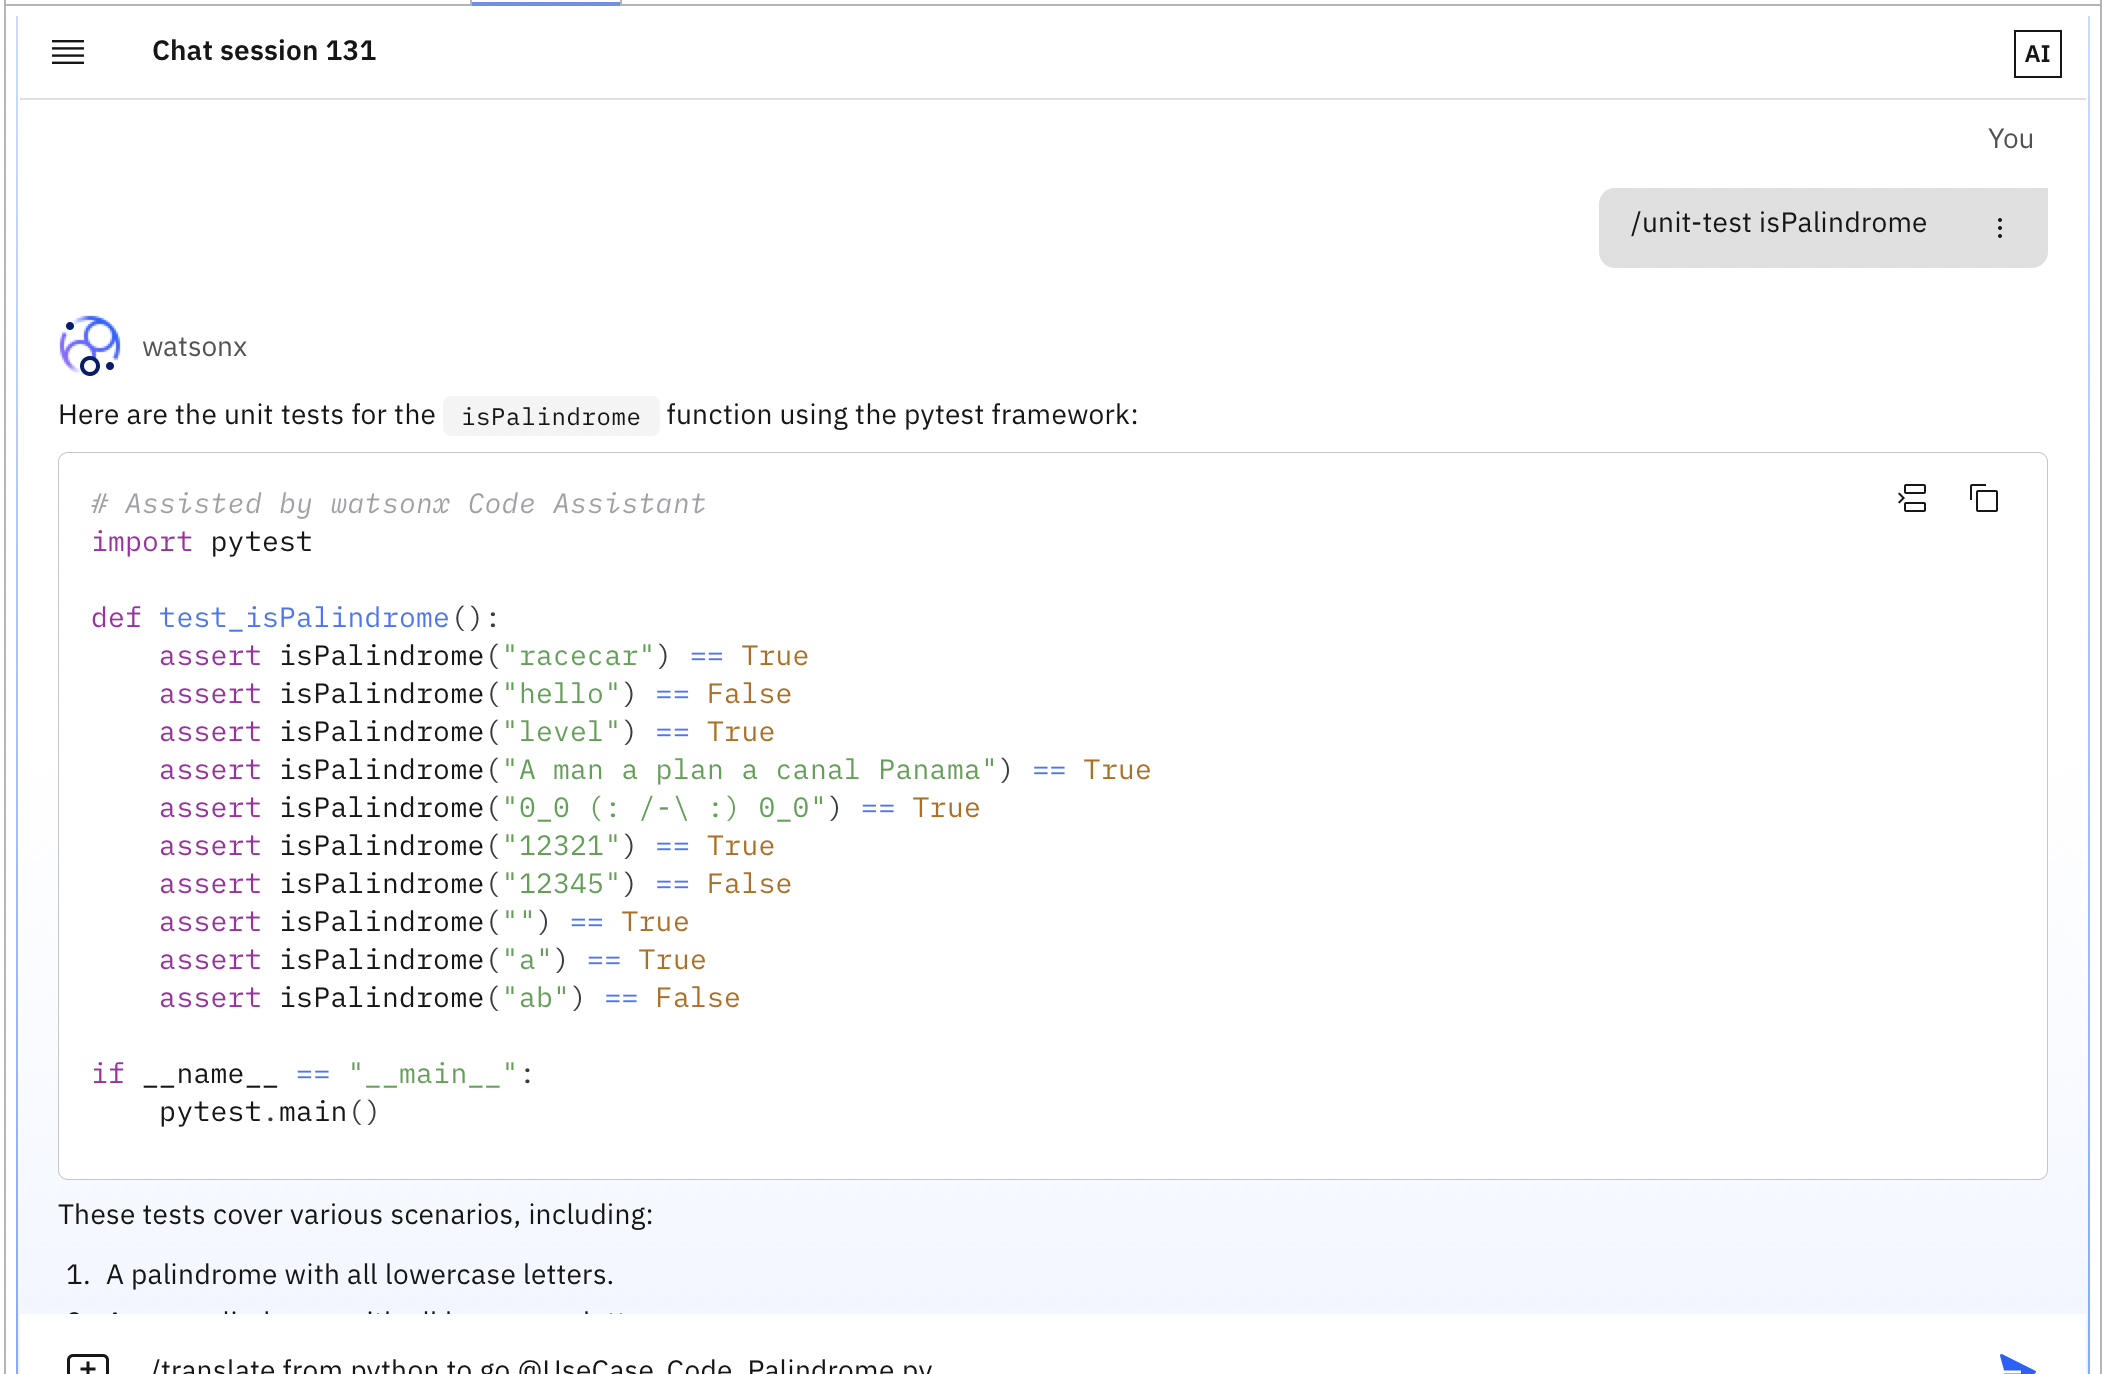 Chat session 131
AI
You
/unit-test isPalindrome
watsonx
Here are the unit tests for the isPalindrome function using the pytest framework:
# Assisted by watsonx Code Assistant
import pytest
def test_isPalindrome():
    assert isPalindrome("racecar") == True
    assert isPalindrome("hello") == False
    assert isPalindrome("level") == True
    assert isPalindrome("A man a plan a canal Panama") == True
    assert isPalindrome("0_0 (: /-\ :) 0_0") == True
    assert isPalindrome("12321") == True
    assert isPalindrome("12345") == False
    assert isPalindrome("") == True
    assert isPalindrome("a") == True
    assert isPalindrome("ab") == False
if __name__ == "__main__":
    pytest.main()
These tests cover various scenarios, including:
1. A palindrome with all lowercase letters.
/translate from python to go @UseCase_Code_Palindrome.py